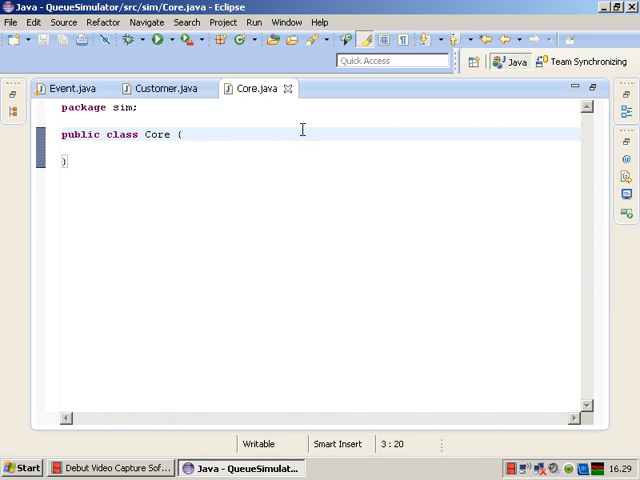 Java - QueueSimulator/src/sim/Core.java - Eclipse
File Edit Source Refactor Navigate Search Project Run Window Help
Quick Access
Java
Team Synchronizing
Event.java
Customer.java
Core.java
package sim;
public class Core {
}
Writable
Smart Insert
3 : 20
Start
Debut Video Capture Sof...
Java - QueueSimulat...
16.29